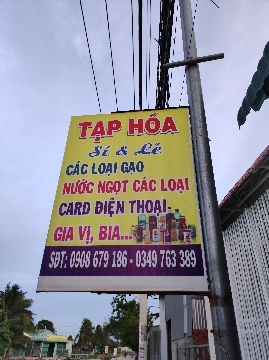 TẠP HÓA
Sỉ & Lẻ
CÁC LOẠI GẠO
NƯỚC NGỌT CÁC LOẠI
CARD ĐIỆN THOẠI
GIA VỊ, BIA...
SĐT: 0908 679 186 - 0349 763 389